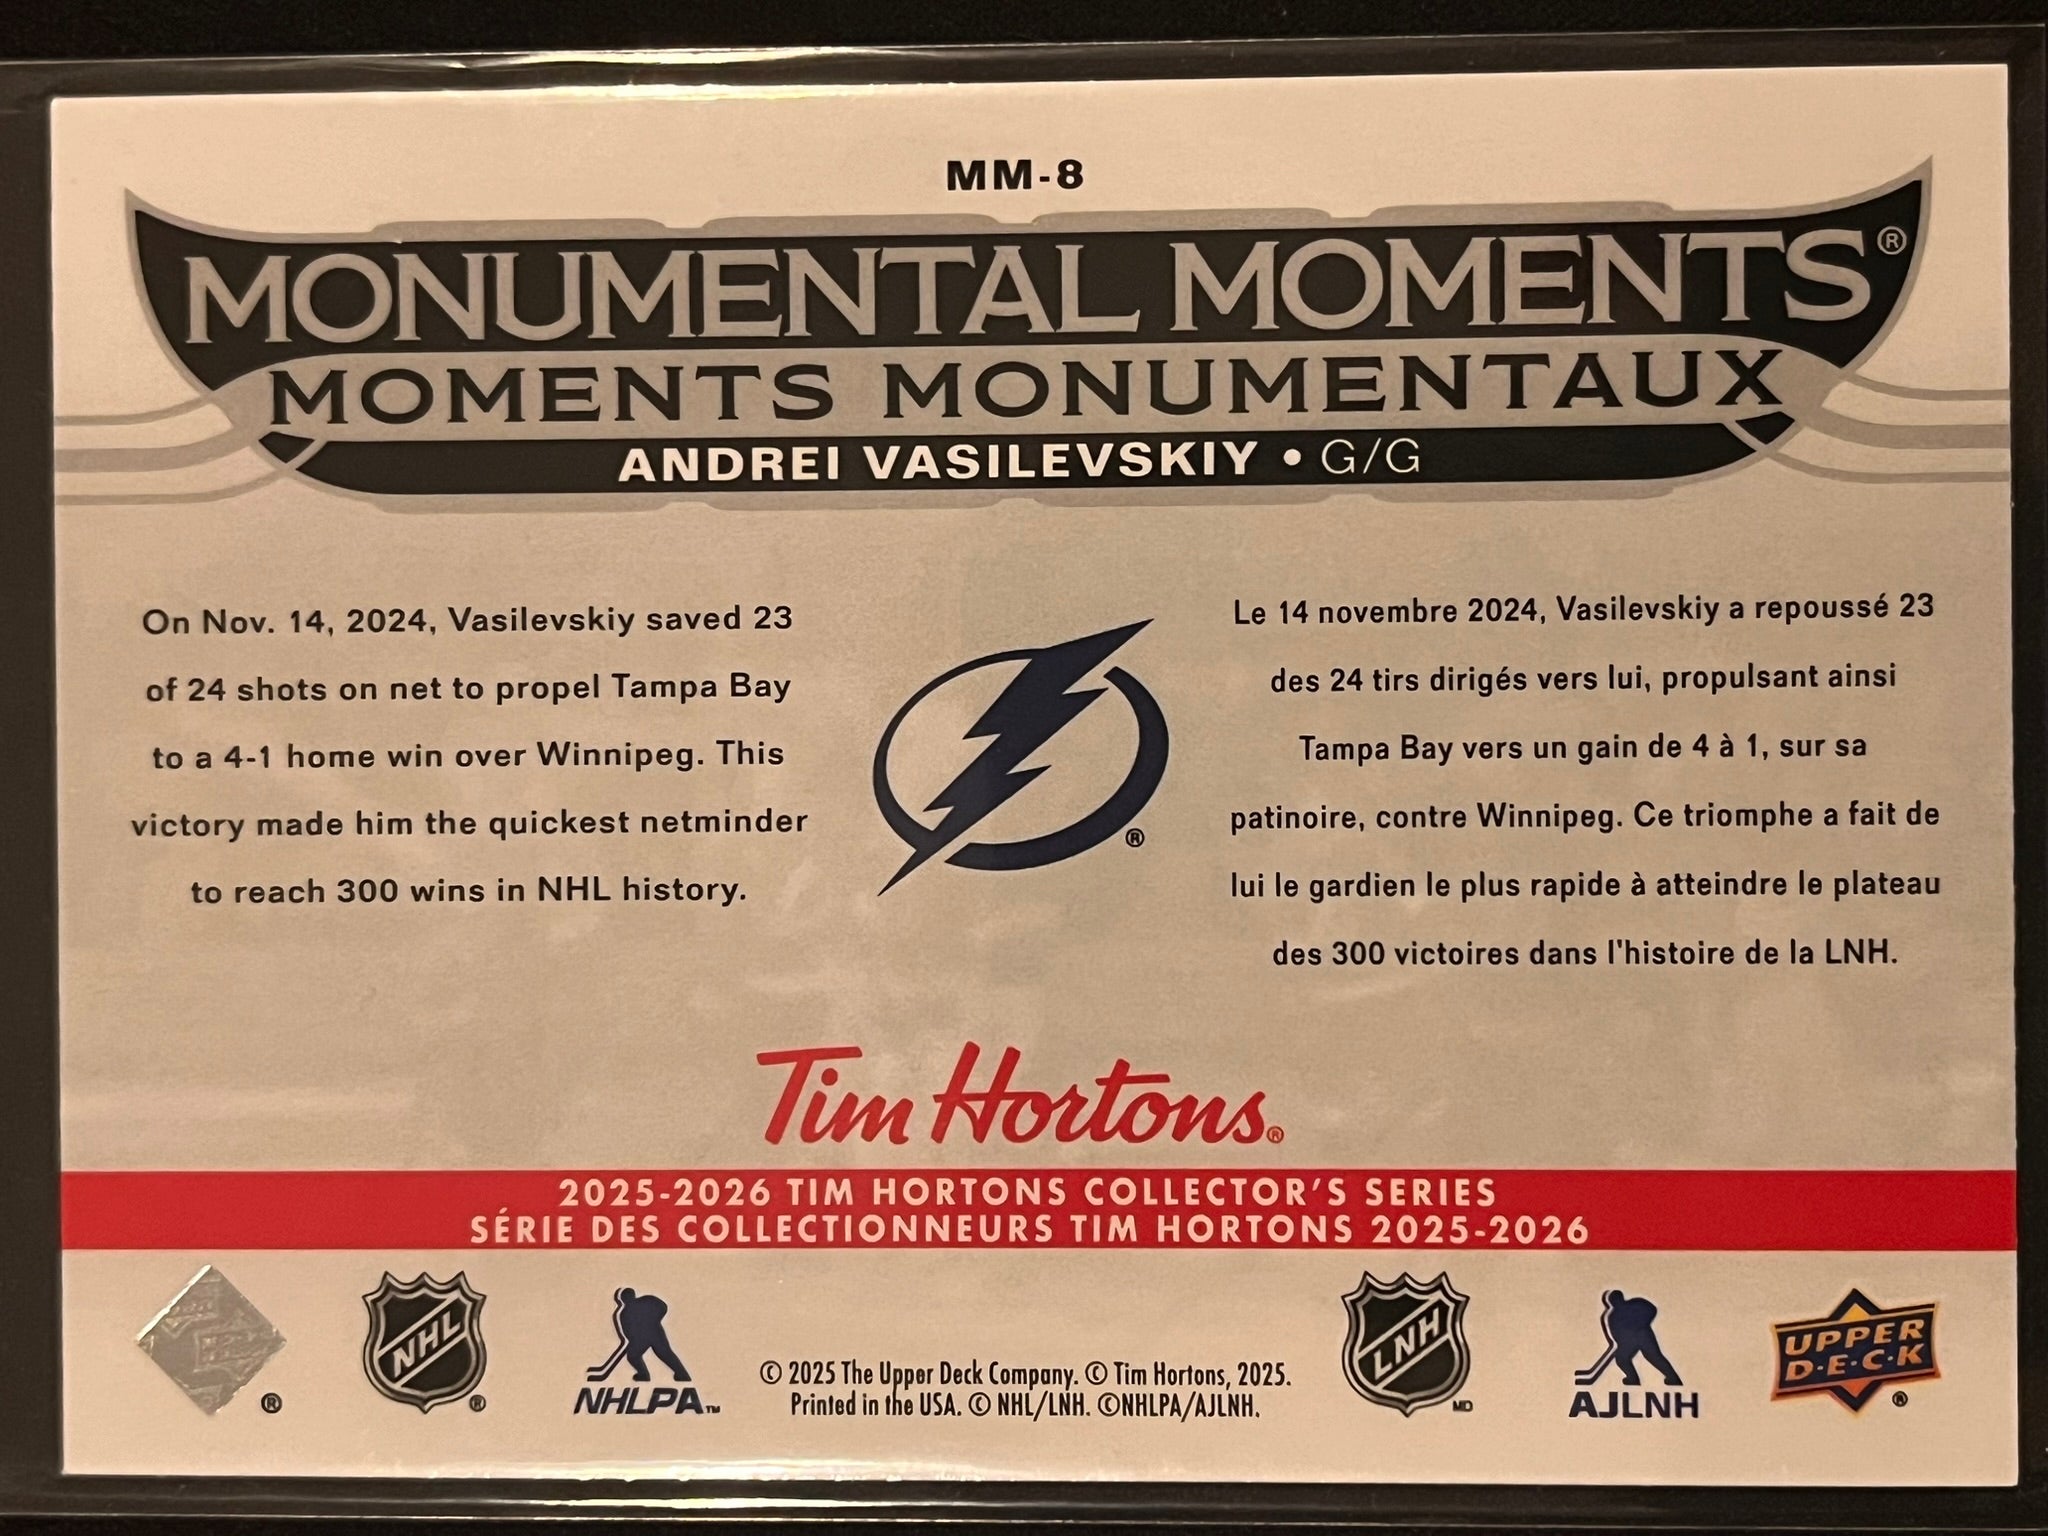 MM-8
MONUMENTAL MOMENTS®
MOMENTS MONUMENTAUX
ANDREI VASILEVSKIY • G/G
On Nov. 14, 2024, Vasilevskiy saved 23
of 24 shots on net to propel Tampa Bay
to a 4-1 home win over Winnipeg. This
victory made him the quickest netminder
to reach 300 wins in NHL history.
®
Le 14 novembre 2024, Vasilevskiy a repoussé 23
des 24 tirs dirigés vers lui, propulsant ainsi
Tampa Bay vers un gain de 4 à 1, sur sa
patinoire, contre Winnipeg. Ce triomphe a fait de
lui le gardien le plus rapide à atteindre le plateau
des 300 victoires dans l'histoire de la LNH.
Tim Hortons®
2025-2026 TIM HORTONS COLLECTOR'S SERIES
SÉRIE DES COLLECTIONNEURS TIM HORTONS 2025-2026
®
NHL®
NHLPA™
© 2025 The Upper Deck Company. © Tim Hortons, 2025.
Printed in the USA. © NHL/LNH. ©NHLPA/AJLNH.
LNH MD
AJLNH
UPPER
D·E·C·K
®